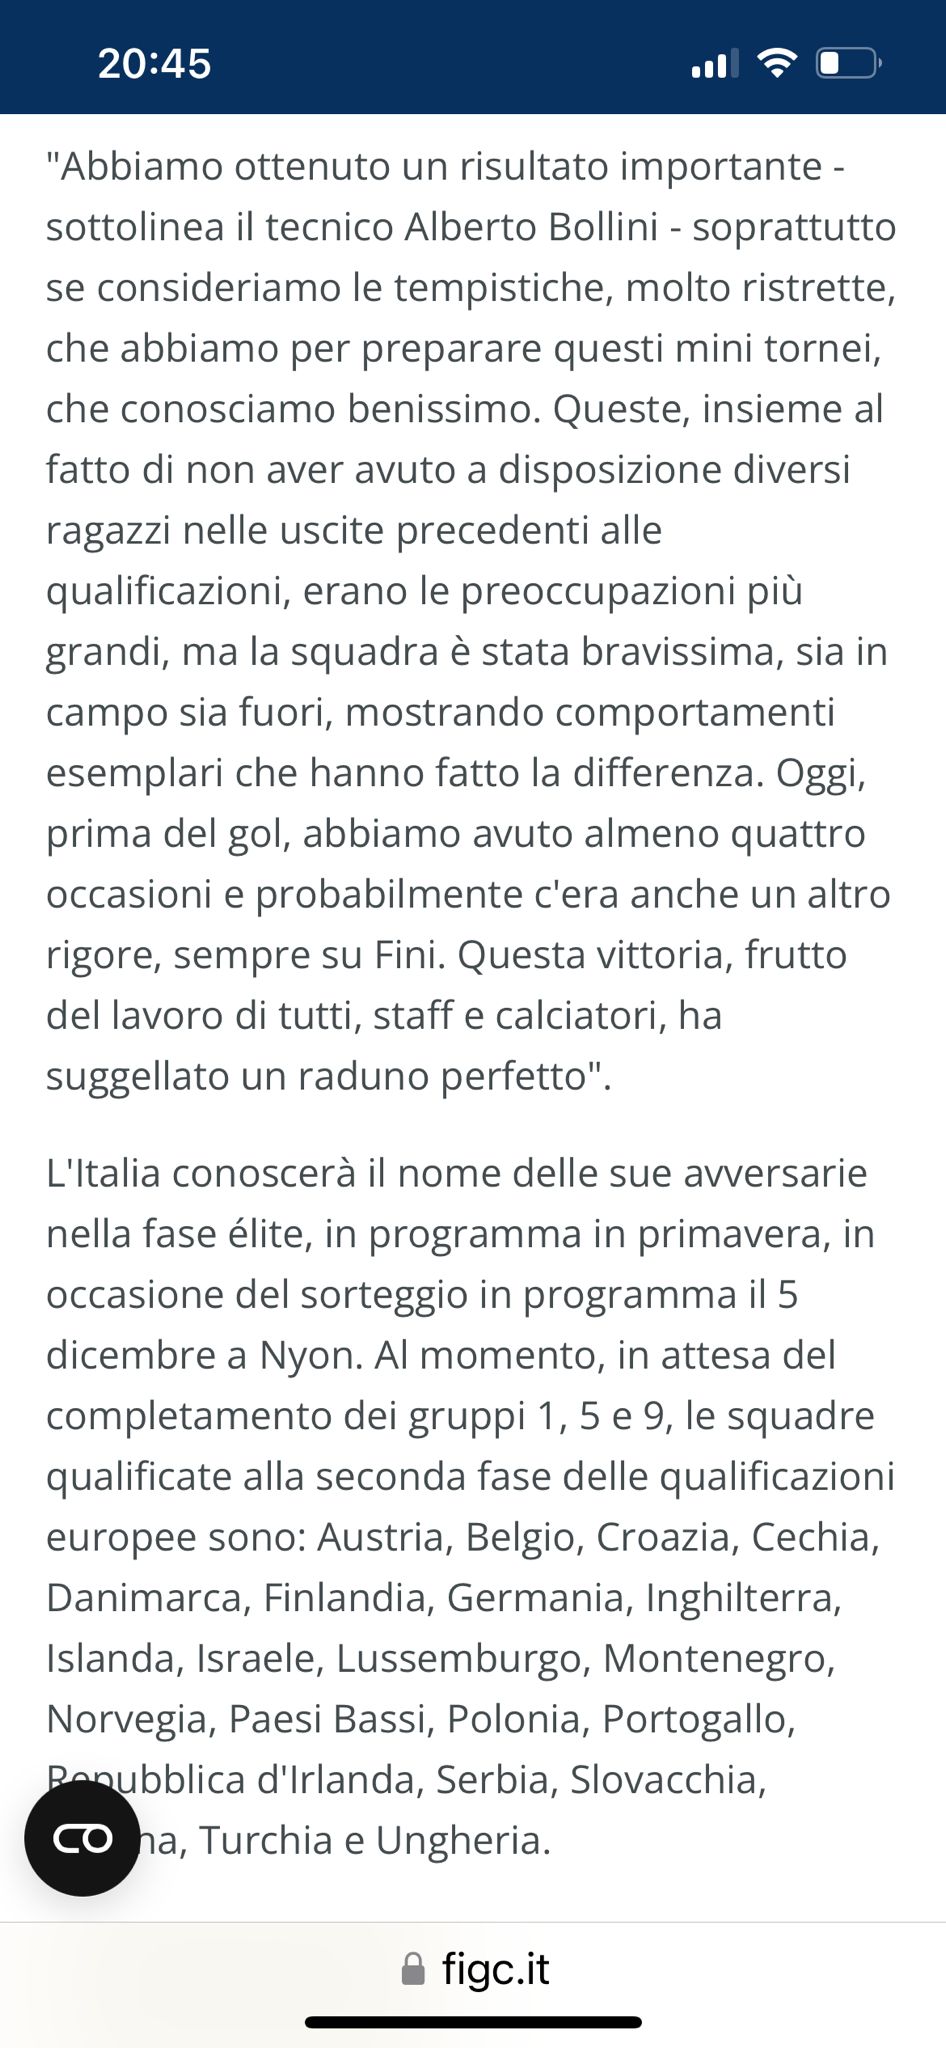 20:45
"Abbiamo ottenuto un risultato importante -
sottolinea il tecnico Alberto Bollini - soprattutto
se consideriamo le tempistiche, molto ristrette,
che abbiamo per preparare questi mini tornei,
che conosciamo benissimo. Queste, insieme al
fatto di non aver avuto a disposizione diversi
ragazzi nelle uscite precedenti alle
qualificazioni, erano le preoccupazioni più
grandi, ma la squadra è stata bravissima, sia in
campo sia fuori, mostrando comportamenti
esemplari che hanno fatto la differenza. Oggi,
prima del gol, abbiamo avuto almeno quattro
occasioni e probabilmente c'era anche un altro
rigore, sempre su Fini. Questa vittoria, frutto
del lavoro di tutti, staff e calciatori, ha
suggellato un raduno perfetto".
L'Italia conoscerà il nome delle sue avversarie
nella fase élite, in programma in primavera, in
occasione del sorteggio in programma il 5
dicembre a Nyon. Al momento, in attesa del
completamento dei gruppi 1, 5 e 9, le squadre
qualificate alla seconda fase delle qualificazioni
europee sono: Austria, Belgio, Croazia, Cechia,
Danimarca, Finlandia, Germania, Inghilterra,
Islanda, Israele, Lussemburgo, Montenegro,
Norvegia, Paesi Bassi, Polonia, Portogallo,
Repubblica d'Irlanda, Serbia, Slovacchia,
Turchia e Ungheria.
figc.it